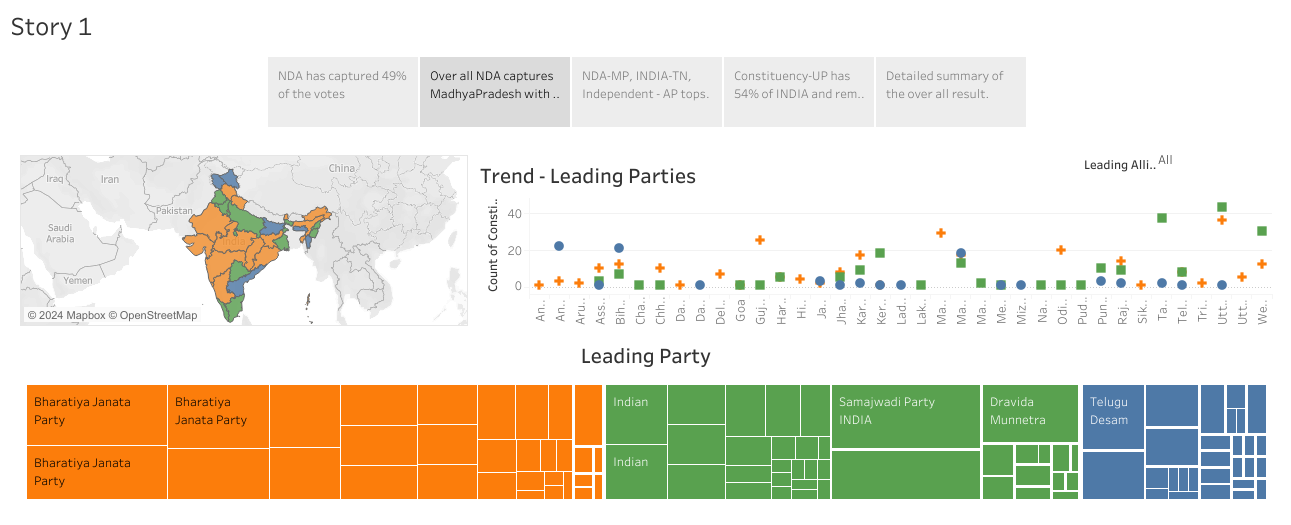 Story 1
NDA has captured 49%
of the votes
Over all NDA captures
MadhyaPradesh with ..
NDA-MP, INDIA-TN,
Independent - AP tops.
Constituency-UP has
54% of INDIA and rem..
Detailed summary of
the over all result.
Iraq
Iran
China
Pakistan
Saudi
Arabia
India
Yemen
© 2024 Mapbox © OpenStreetMap
Trend - Leading Parties
Leading Alli..
All
Count of Consti..
40
20
0
An..
An..
Aru..
Ass..
Bih..
Cha..
Chh..
Da..
Da..
Del..
Goa
Guj..
Har..
Hi..
Ja..
Jha..
Kar..
Ker..
Lad..
Lak..
Ma..
Ma..
Ma..
Me..
Miz..
Na..
Odi..
Pud..
Pun..
Raj..
Sik..
Ta..
Tel..
Tri..
Utt..
Utt..
We..
Leading Party
Bharatiya Janata
Party
Bharatiya
Janata Party
Bharatiya Janata
Party
Indian
Indian
Samajwadi Party
INDIA
Dravida
Munnetra
Telugu
Desam